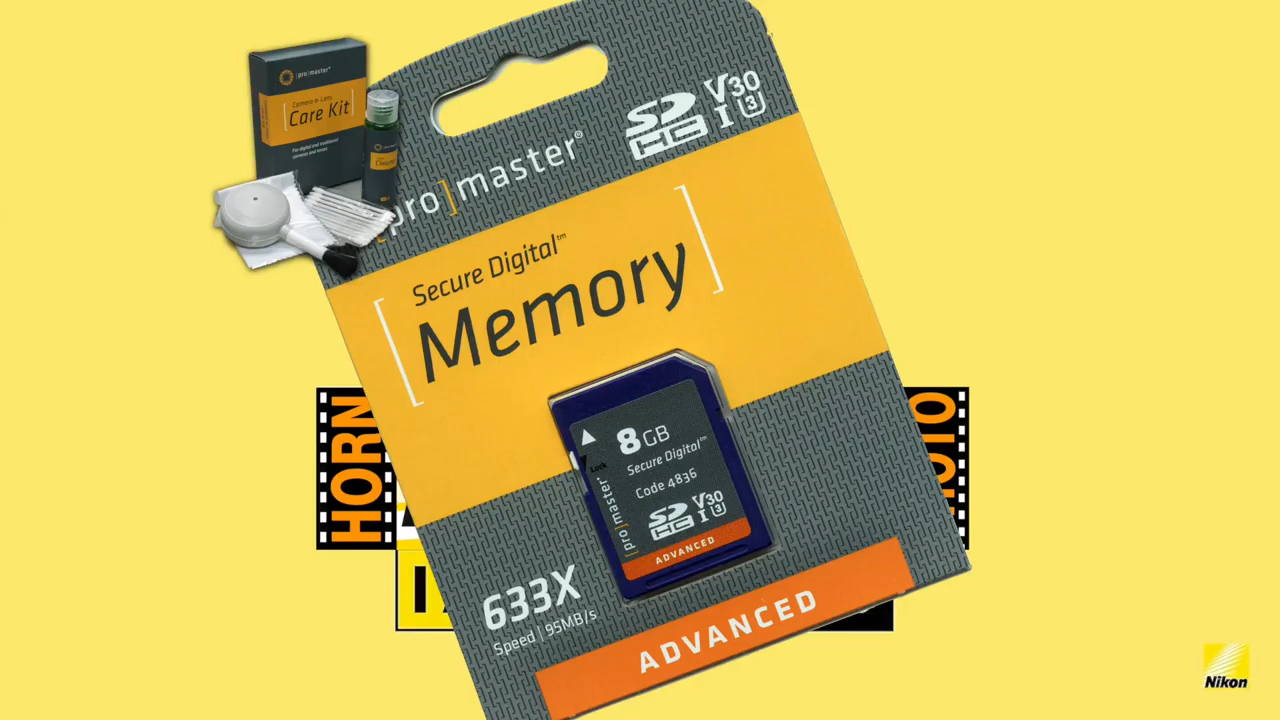 [pro]master®
Camera & Lens
[Care Kit]
For digital and traditional
cameras and lenses
[pro]master®
SD
HC
V30
I 3
Secure Digital™
[Memory]
8GB
Secure Digital™
Lock
Code 4836
[pro]master®
SD
HC
V30
I 3
ADVANCED
633X
Speed | 95MB/s
ADVANCED
HORN
Nikon